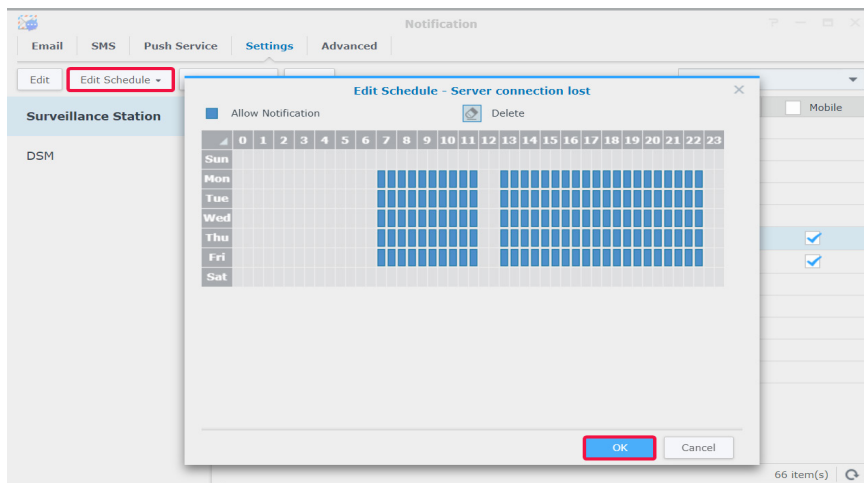 Notification
Email SMS Push Service Settings Advanced
Edit Edit Schedule
Edit Schedule - Server connection lost
Surveillance Station
Allow Notification Delete
Mobile
0 1 2 3 4 5 6 7 8 9 10 11 12 13 14 15 16 17 18 19 20 21 22 23
DSM
Sun
Mon
Tue
Wed
Thu
Fri
Sat
OK Cancel
66 item(s)